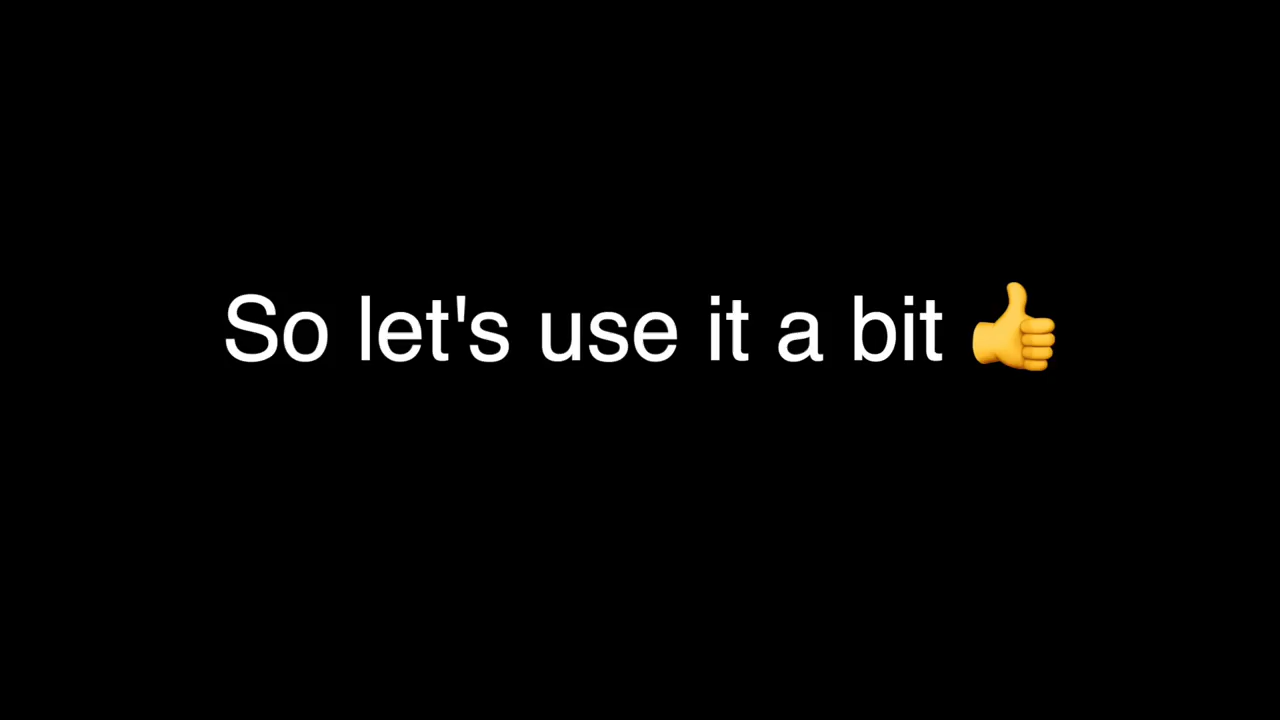 So let's use it a bit 👍